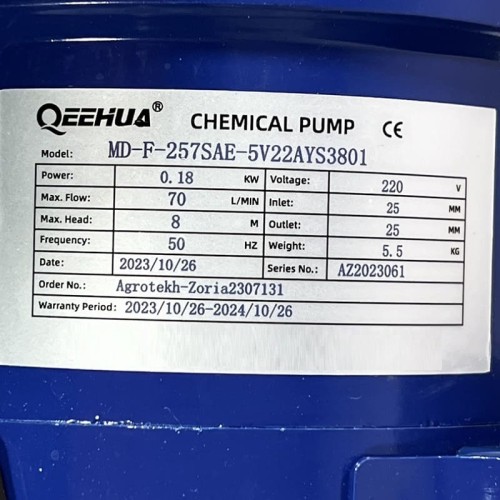 QEEHUA® CHEMICAL PUMP CE
Model: MD-F-257SAE-5V22AYS3801
Power: 0.18 KW Voltage: 220 V
Max. Flow: 70 L/MIN Inlet: 25 MM
Max. Head: 8 M Outlet: 25 MM
Frequency: 50 HZ Weight: 5.5 KG
Date: 2023/10/26 Series No.: AZ2023061
Order No.: Agrotekh-Zoria2307131
Warranty Period: 2023/10/26-2024/10/26